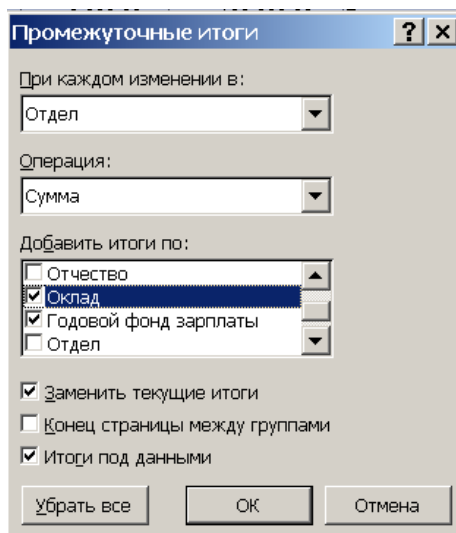 Промежуточные итоги
При каждом изменении в:
Отдел
Операция:
Сумма
Добавить итоги по:
Отчество
Оклад
Годовой фонд зарплаты
Отдел
Заменить текущие итоги
Конец страницы между группами
Итоги под данными
Убрать все ОК Отмена